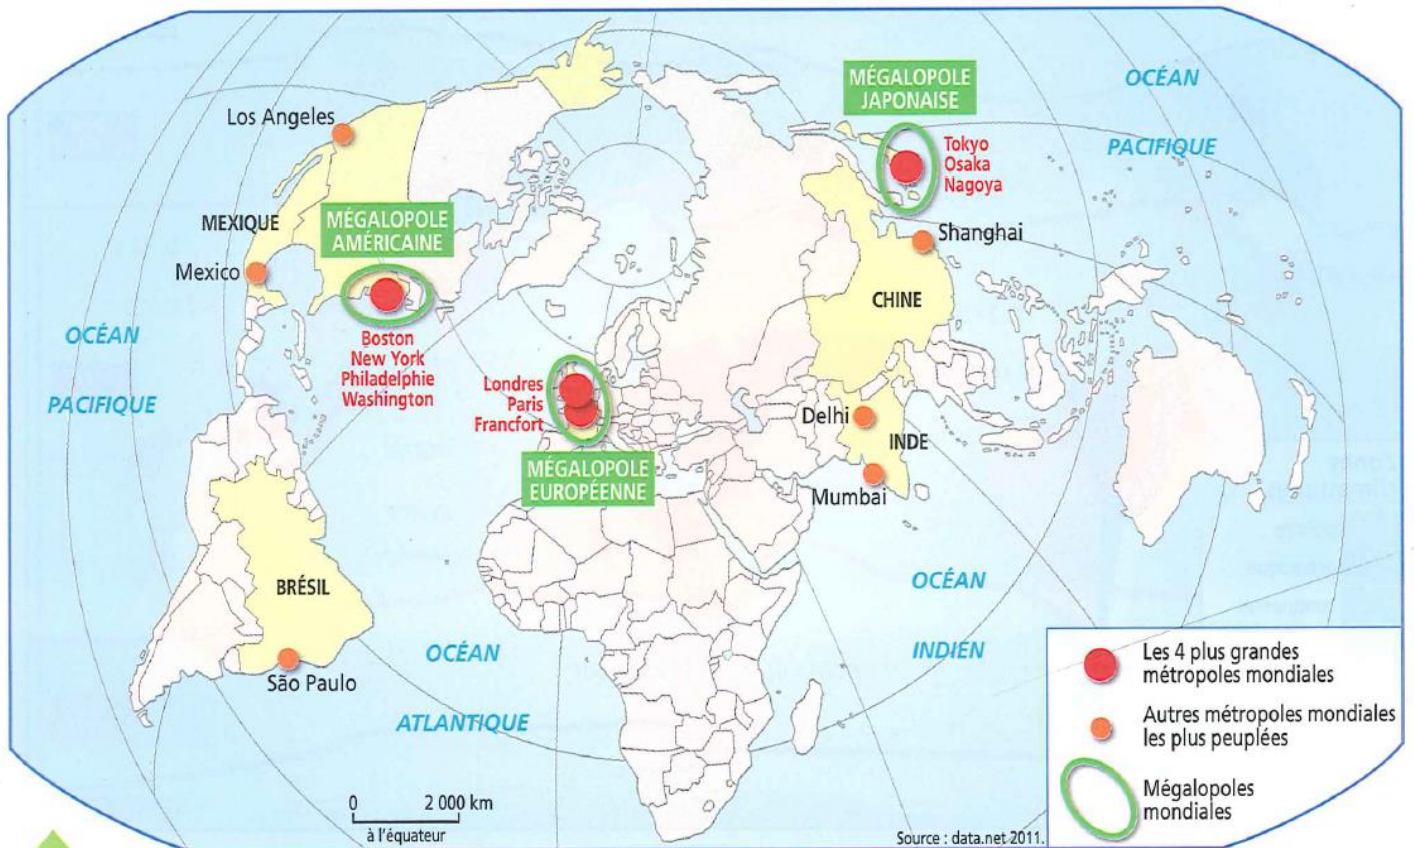 MÉGALOPOLE
JAPONAISE
OCÉAN
PACIFIQUE
Los Angeles
Tokyo
Osaka
Nagoya
MEXIQUE
MÉGALOPOLE
AMÉRICAINE
Shanghai
Mexico
CHINE
OCÉAN
PACIFIQUE
Boston
New York
Philadelphie
Washington
Londres
Paris
Francfort
Delhi
INDE
MÉGALOPOLE
EUROPÉENNE
Mumbai
BRÉSIL
OCÉAN
INDIEN
São Paulo
OCÉAN
ATLANTIQUE
0 2 000 km
à l'équateur
Source : data.net 2011.
Les 4 plus grandes
métropoles mondiales
Autres métropoles mondiales
les plus peuplées
Mégalopoles
mondiales